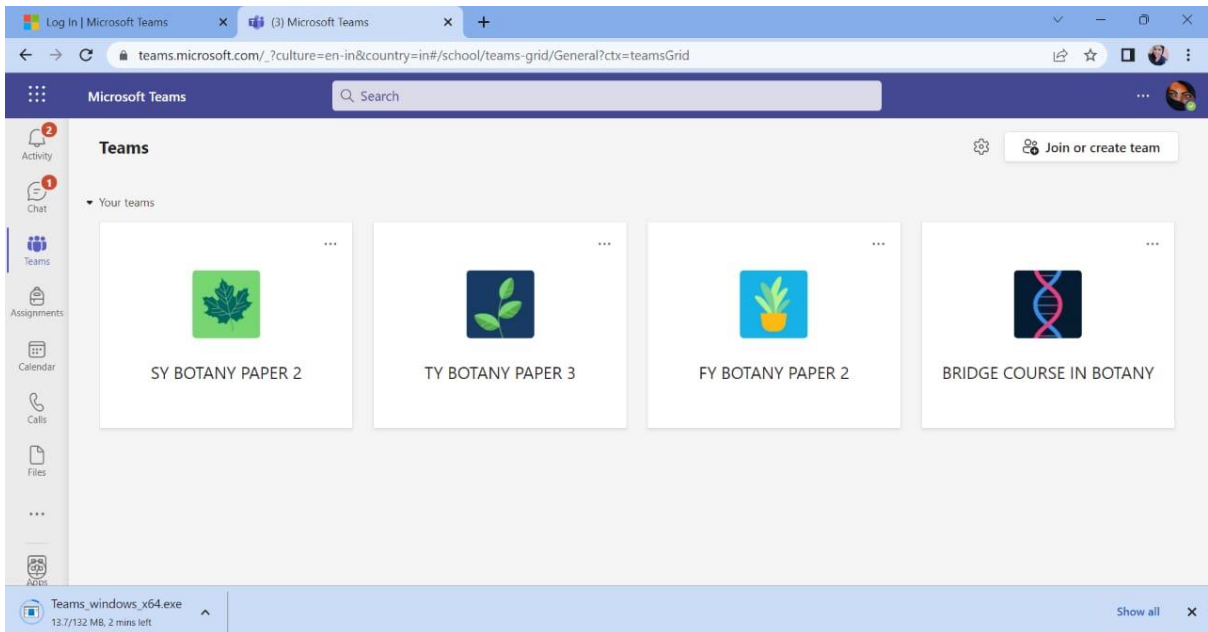 Log In | Microsoft Teams
(3) Microsoft Teams
teams.microsoft.com/_?culture=en-in&country=in#/school/teams-grid/General?ctx=teamsGrid
Microsoft Teams
Search
2
Activity
Teams
Join or create team
1
Chat
Your teams
Teams
Assignments
Calendar
SY BOTANY PAPER 2
TY BOTANY PAPER 3
FY BOTANY PAPER 2
BRIDGE COURSE IN BOTANY
Calls
Files
Apps
Teams_windows_x64.exe
13.7/132 MB, 2 mins left
Show all